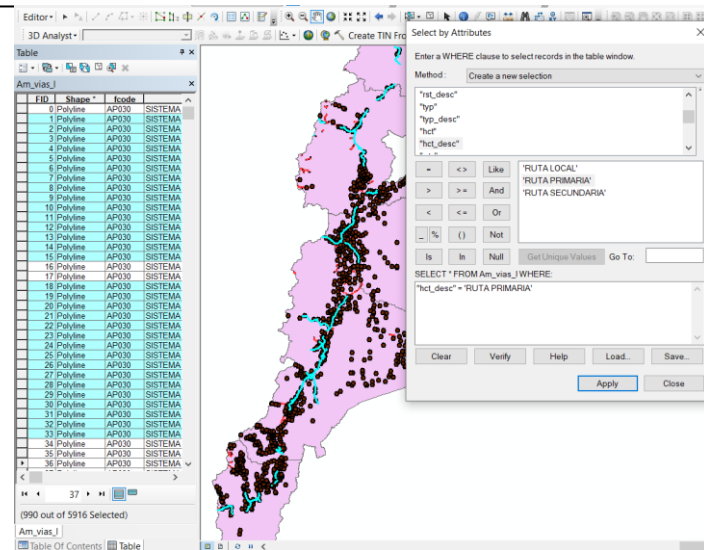 Editor
3D Analyst
Create TIN Fro
Table
Am_vias_l
FID Shape * fcode
0 Polyline AP030 SISTEMA
1 Polyline AP030 SISTEMA
2 Polyline AP030 SISTEMA
3 Polyline AP030 SISTEMA
4 Polyline AP030 SISTEMA
5 Polyline AP030 SISTEMA
6 Polyline AP030 SISTEMA
7 Polyline AP030 SISTEMA
8 Polyline AP030 SISTEMA
9 Polyline AP030 SISTEMA
10 Polyline AP030 SISTEMA
11 Polyline AP030 SISTEMA
12 Polyline AP030 SISTEMA
13 Polyline AP030 SISTEMA
14 Polyline AP030 SISTEMA
15 Polyline AP030 SISTEMA
16 Polyline AP030 SISTEMA
17 Polyline AP030 SISTEMA
18 Polyline AP030 SISTEMA
19 Polyline AP030 SISTEMA
20 Polyline AP030 SISTEMA
21 Polyline AP030 SISTEMA
22 Polyline AP030 SISTEMA
23 Polyline AP030 SISTEMA
24 Polyline AP030 SISTEMA
25 Polyline AP030 SISTEMA
26 Polyline AP030 SISTEMA
27 Polyline AP030 SISTEMA
28 Polyline AP030 SISTEMA
29 Polyline AP030 SISTEMA
30 Polyline AP030 SISTEMA
31 Polyline AP030 SISTEMA
32 Polyline AP030 SISTEMA
33 Polyline AP030 SISTEMA
34 Polyline AP030 SISTEMA
35 Polyline AP030 SISTEMA
36 Polyline AP030 SISTEMA
37
(990 out of 5916 Selected)
Am_vias_l
Table Of Contents Table
Select by Attributes
Enter a WHERE clause to select records in the table window.
Method : Create a new selection
"rst_desc"
"typ"
"typ_desc"
"hct"
"hct_desc"
= < > Like
> > = And
< < = Or
_ % ( ) Not
Is In Null
'RUTA LOCAL'
'RUTA PRIMARIA'
'RUTA SECUNDARIA'
Get Unique Values Go To:
SELECT * FROM Am_vias_l WHERE:
"hct_desc" = 'RUTA PRIMARIA'
Clear Verify Help Load... Save...
Apply Close